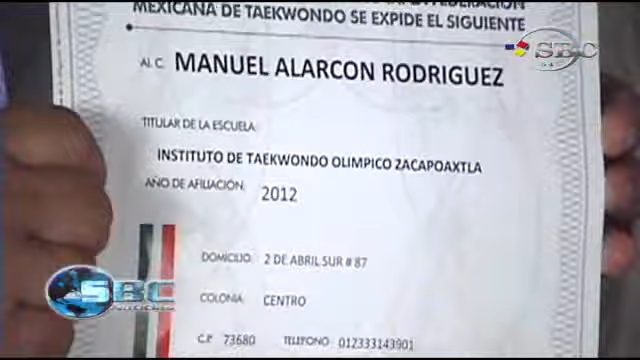 MEXICANA DE TAEKWONDO SE EXPIDE EL SIGUIENTE
AL C. MANUEL ALARCON RODRIGUEZ
TITULAR DE LA ESCUELA:
INSTITUTO DE TAEKWONDO OLIMPICO ZACAPOAXTLA
AÑO DE AFILIACIÓN: 2012
DOMICILIO: 2 DE ABRIL SUR # 87
COLONIA: CENTRO
C.P. 73680 TELEFONO: 012333143901
SBC
SBC